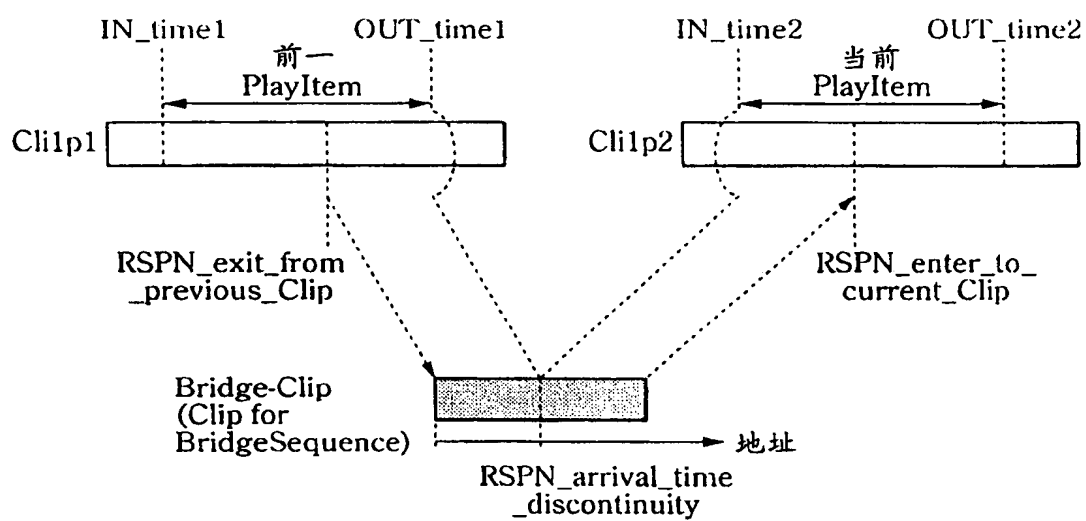 IN_time1 OUT_time1 IN_time2 OUT_time2
前一 当前
PlayItem PlayItem
Cli1p1 Cli1p2
RSPN_exit_from RSPN_enter_to_
_previous_Clip current_Clip
Bridge-Clip
(Clip for
BridgeSequence) 地址
RSPN_arrival_time
_discontinuity